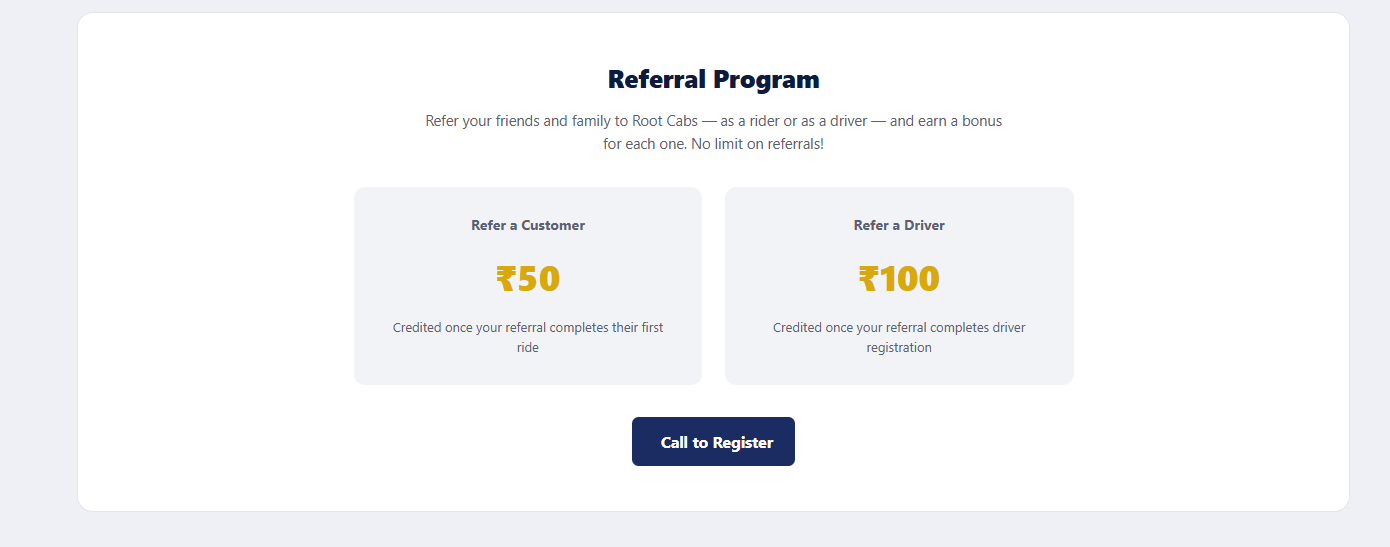 Referral Program
Refer your friends and family to Root Cabs — as a rider or as a driver — and earn a bonus
for each one. No limit on referrals!
Refer a Customer
₹50
Credited once your referral completes their first
ride
Refer a Driver
₹100
Credited once your referral completes driver
registration
Call to Register